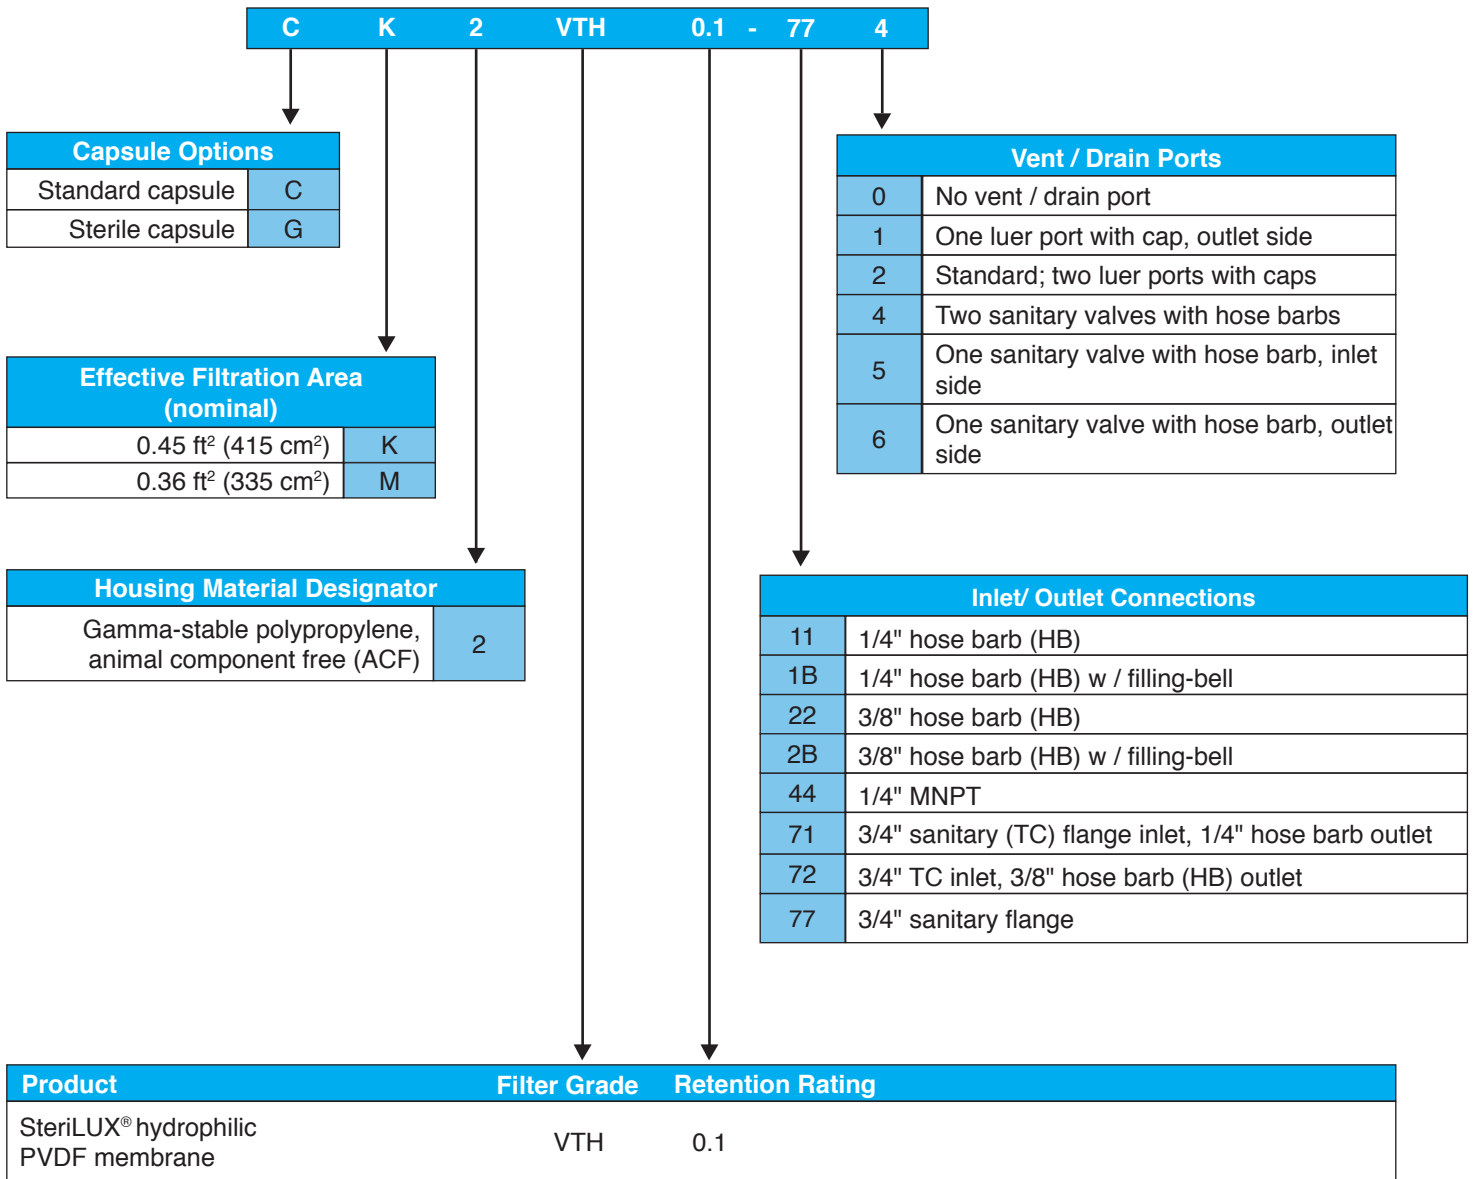 C K 2 VTH 0.1 - 77 4
Capsule Options
Standard capsule C
Sterile capsule G
Effective Filtration Area
(nominal)
0.45 ft² (415 cm²) K
0.36 ft² (335 cm²) M
Housing Material Designator
Gamma-stable polypropylene,
animal component free (ACF) 2
Vent / Drain Ports
0 No vent / drain port
1 One luer port with cap, outlet side
2 Standard; two luer ports with caps
4 Two sanitary valves with hose barbs
5 One sanitary valve with hose barb, inlet
side
6 One sanitary valve with hose barb, outlet
side
Inlet/ Outlet Connections
11 1/4" hose barb (HB)
1B 1/4" hose barb (HB) w / filling-bell
22 3/8" hose barb (HB)
2B 3/8" hose barb (HB) w / filling-bell
44 1/4" MNPT
71 3/4" sanitary (TC) flange inlet, 1/4" hose barb outlet
72 3/4" TC inlet, 3/8" hose barb (HB) outlet
77 3/4" sanitary flange
Product Filter Grade Retention Rating
SteriLUX® hydrophilic
PVDF membrane VTH 0.1